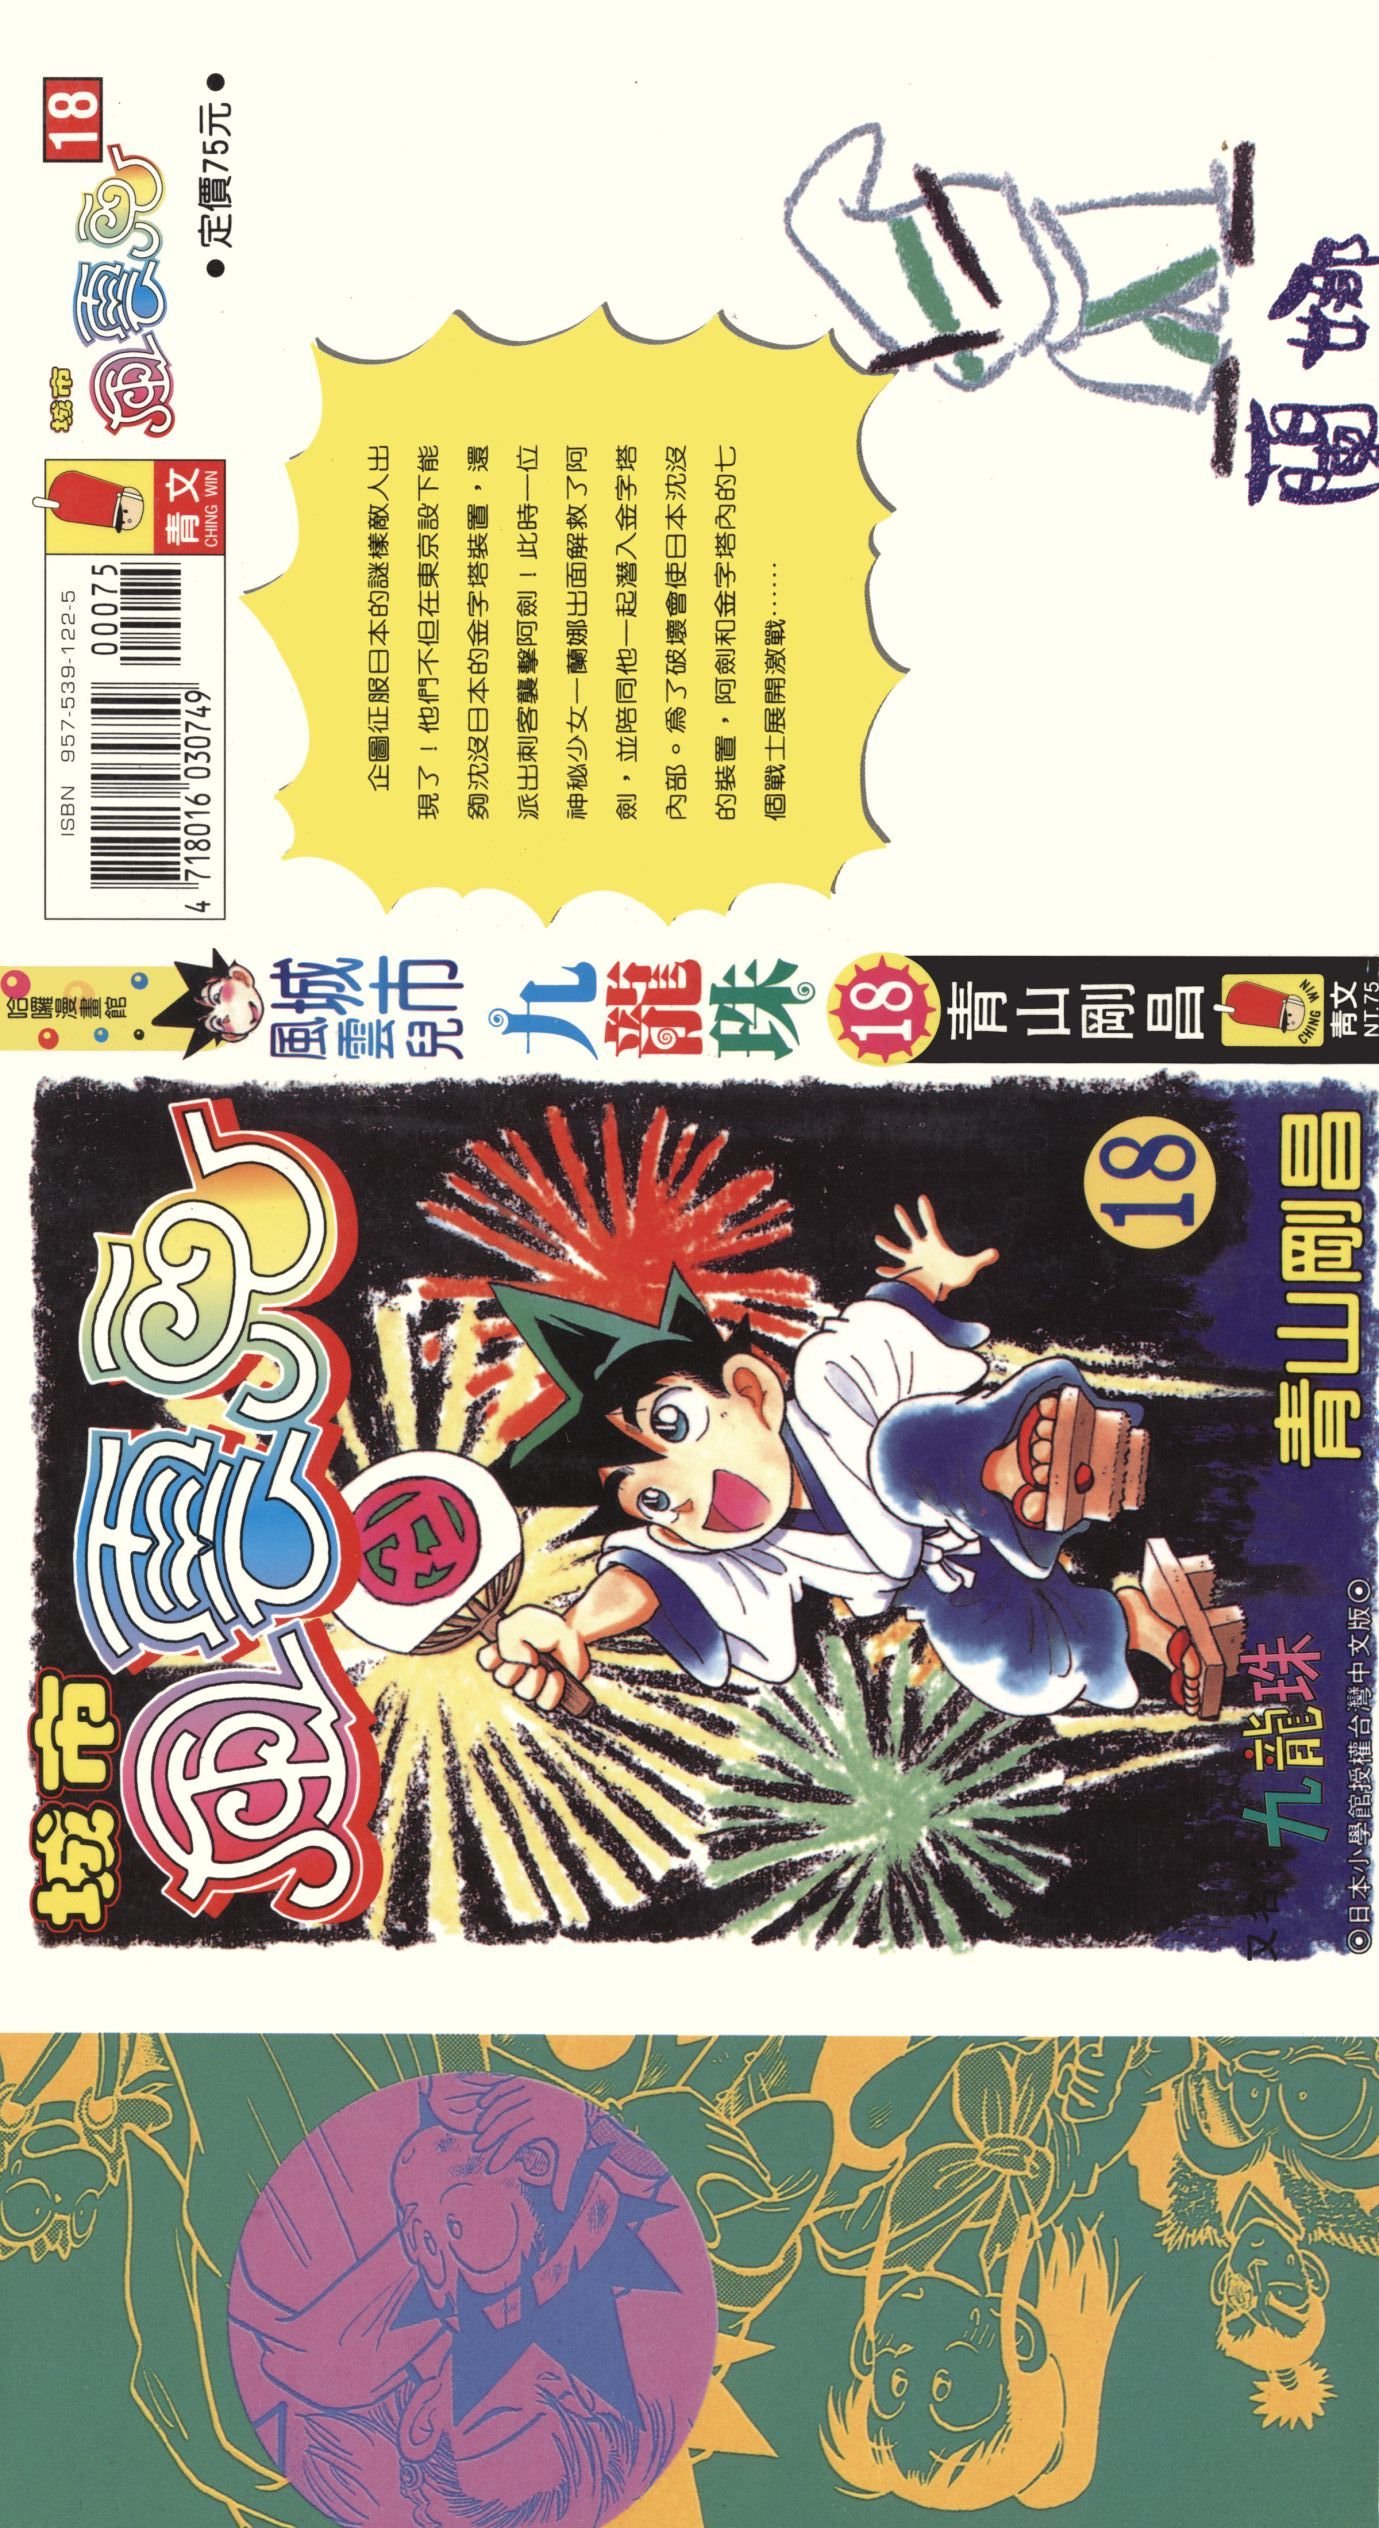 18
城市
風雲兒
●定價75元●
青文
CHING WIN
ISBN 957-539-122-5
00075
4 718016 030749
企圖征服日本的謎樣敵人出
現了！他們不但在東京設下能
夠沈沒日本的金字塔裝置，還
派出刺客襲擊阿劍！此時一位
神秘少女—蘭娜出面解救了阿
劍，並陪同他一起潛入金字塔
內部。為了破壞會使日本沈沒
的裝置，阿劍和金字塔內的七
個戰士展開激戰……
蘭娜
哈囉漫畫館
城市
風雲兒
九龍珠
18
青山剛昌
CHING WIN
青文
NT.75
城市
風雲兒
18
青山剛昌
又名:九龍珠
◎日本小學館授權台灣中文版◎